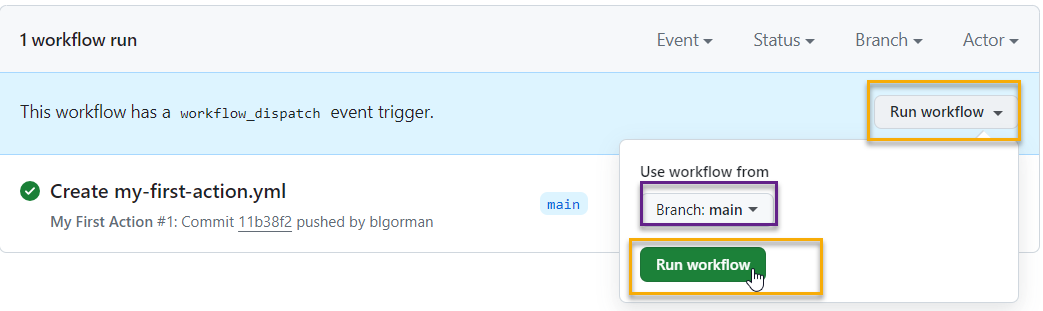 1 workflow run
Event Status Branch Actor
This workflow has a workflow_dispatch event trigger.
Run workflow
Create my-first-action.yml
My First Action #1: Commit 11b38f2 pushed by blgorman
main
Use workflow from
Branch: main
Run workflow